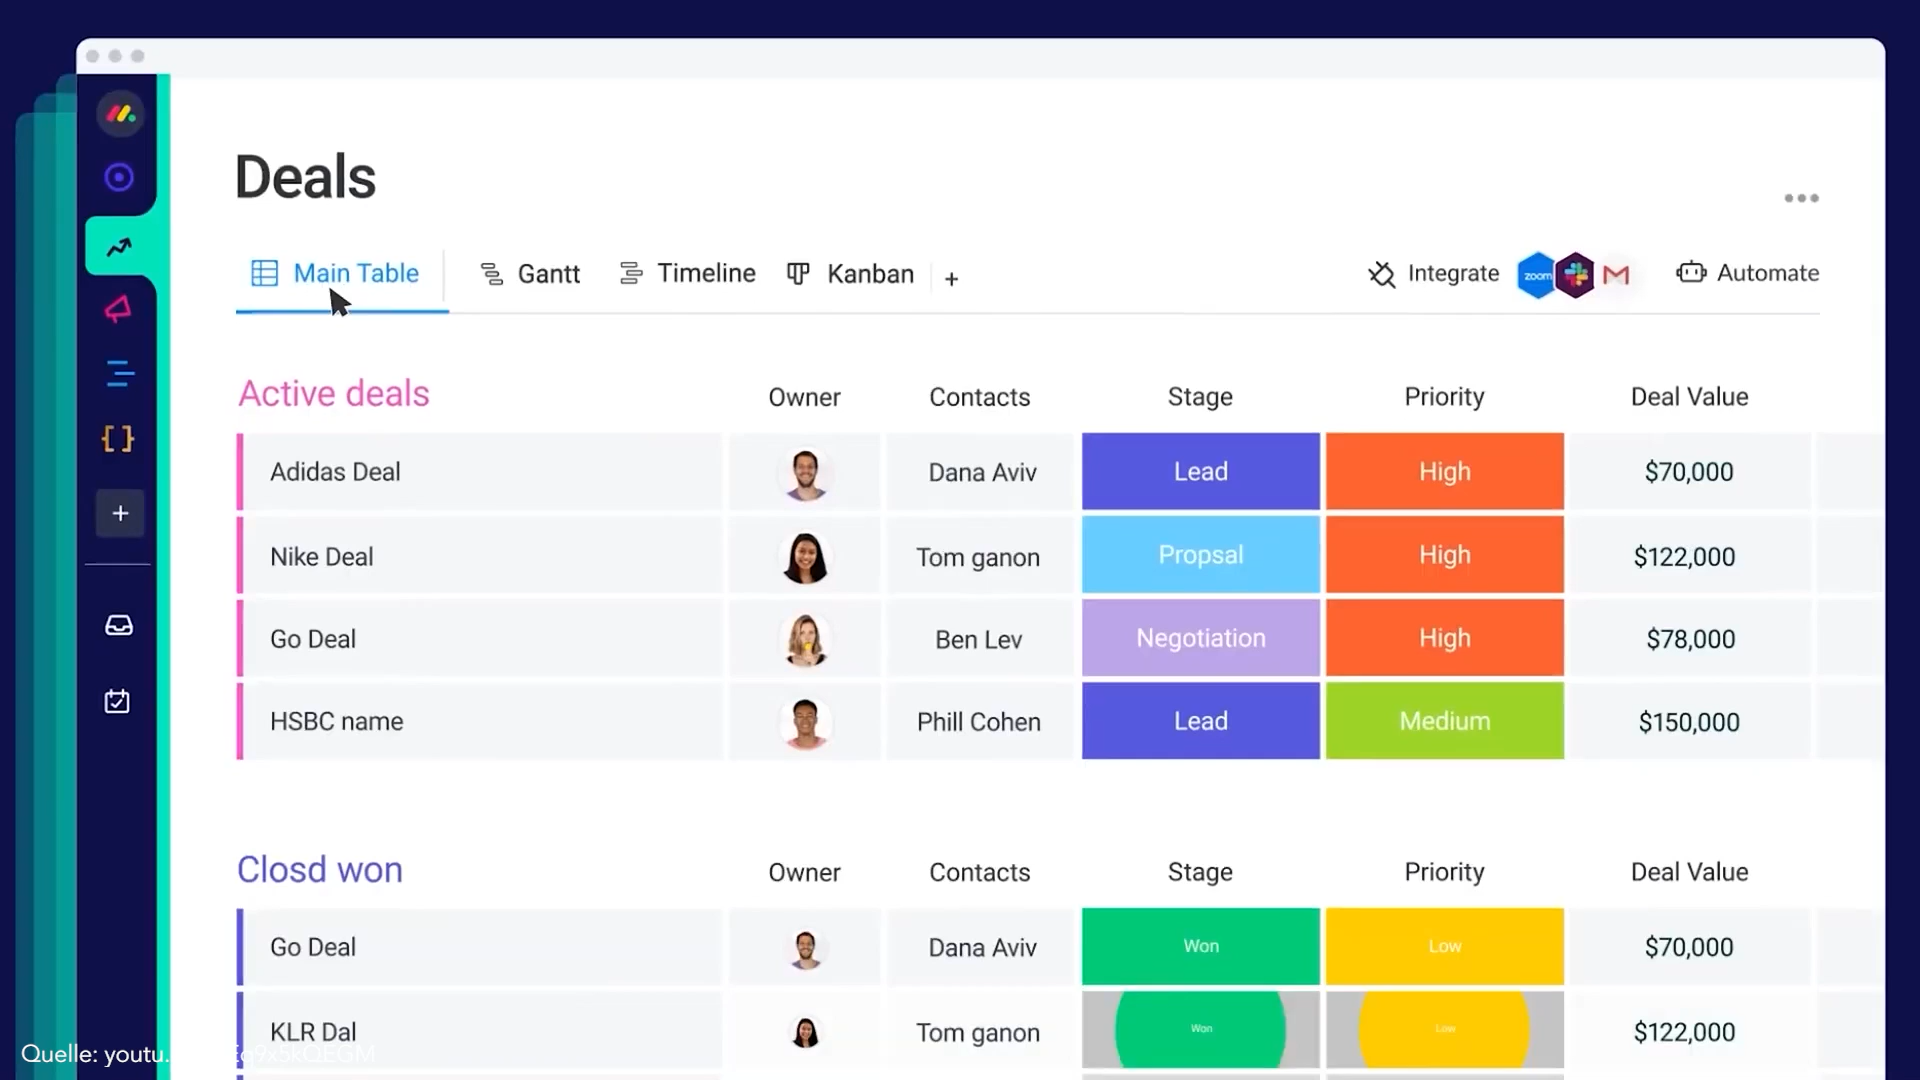 Deals
Main Table Gantt Timeline Kanban + Integrate zoom Automate
Active deals Owner Contacts Stage Priority Deal Value
Adidas Deal Dana Aviv Lead High $70,000
Nike Deal Tom ganon Propsal High $122,000
Go Deal Ben Lev Negotiation High $78,000
HSBC name Phill Cohen Lead Medium $150,000
Closd won Owner Contacts Stage Priority Deal Value
Go Deal Dana Aviv Won Low $70,000
KLR Dal Tom ganon Won Low $122,000
Quelle: youtu.